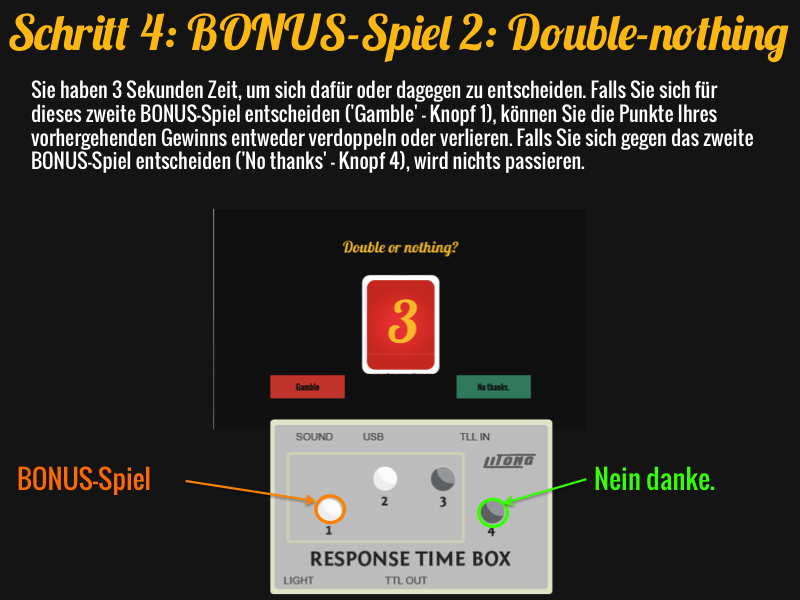 Schritt 4: BONUS-Spiel 2: Double-nothing
Sie haben 3 Sekunden Zeit, um sich dafür oder dagegen zu entscheiden. Falls Sie sich für
dieses zweite BONUS-Spiel entscheiden ('Gamble' - Knopf 1), können Sie die Punkte Ihres
vorhergehenden Gewinns entweder verdoppeln oder verlieren. Falls Sie sich gegen das zweite
BONUS-Spiel entscheiden ('No thanks' - Knopf 4), wird nichts passieren.
Double or nothing?
3
Gamble
No thanks.
SOUND USB TLL IN
LITONG
BONUS-Spiel
Nein danke.
2 3
1 4
RESPONSE TIME BOX
LIGHT TTL OUT